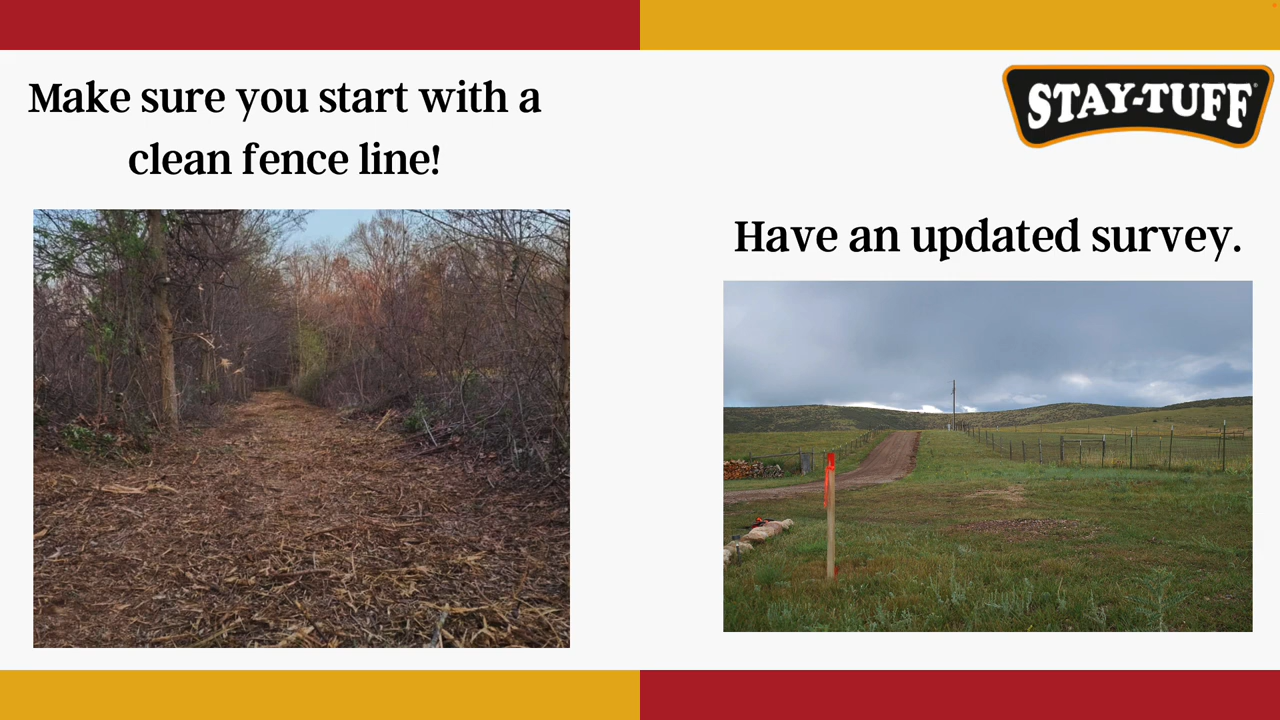 Make sure you start with a
clean fence line!
STAY-TUFF®
Have an updated survey.